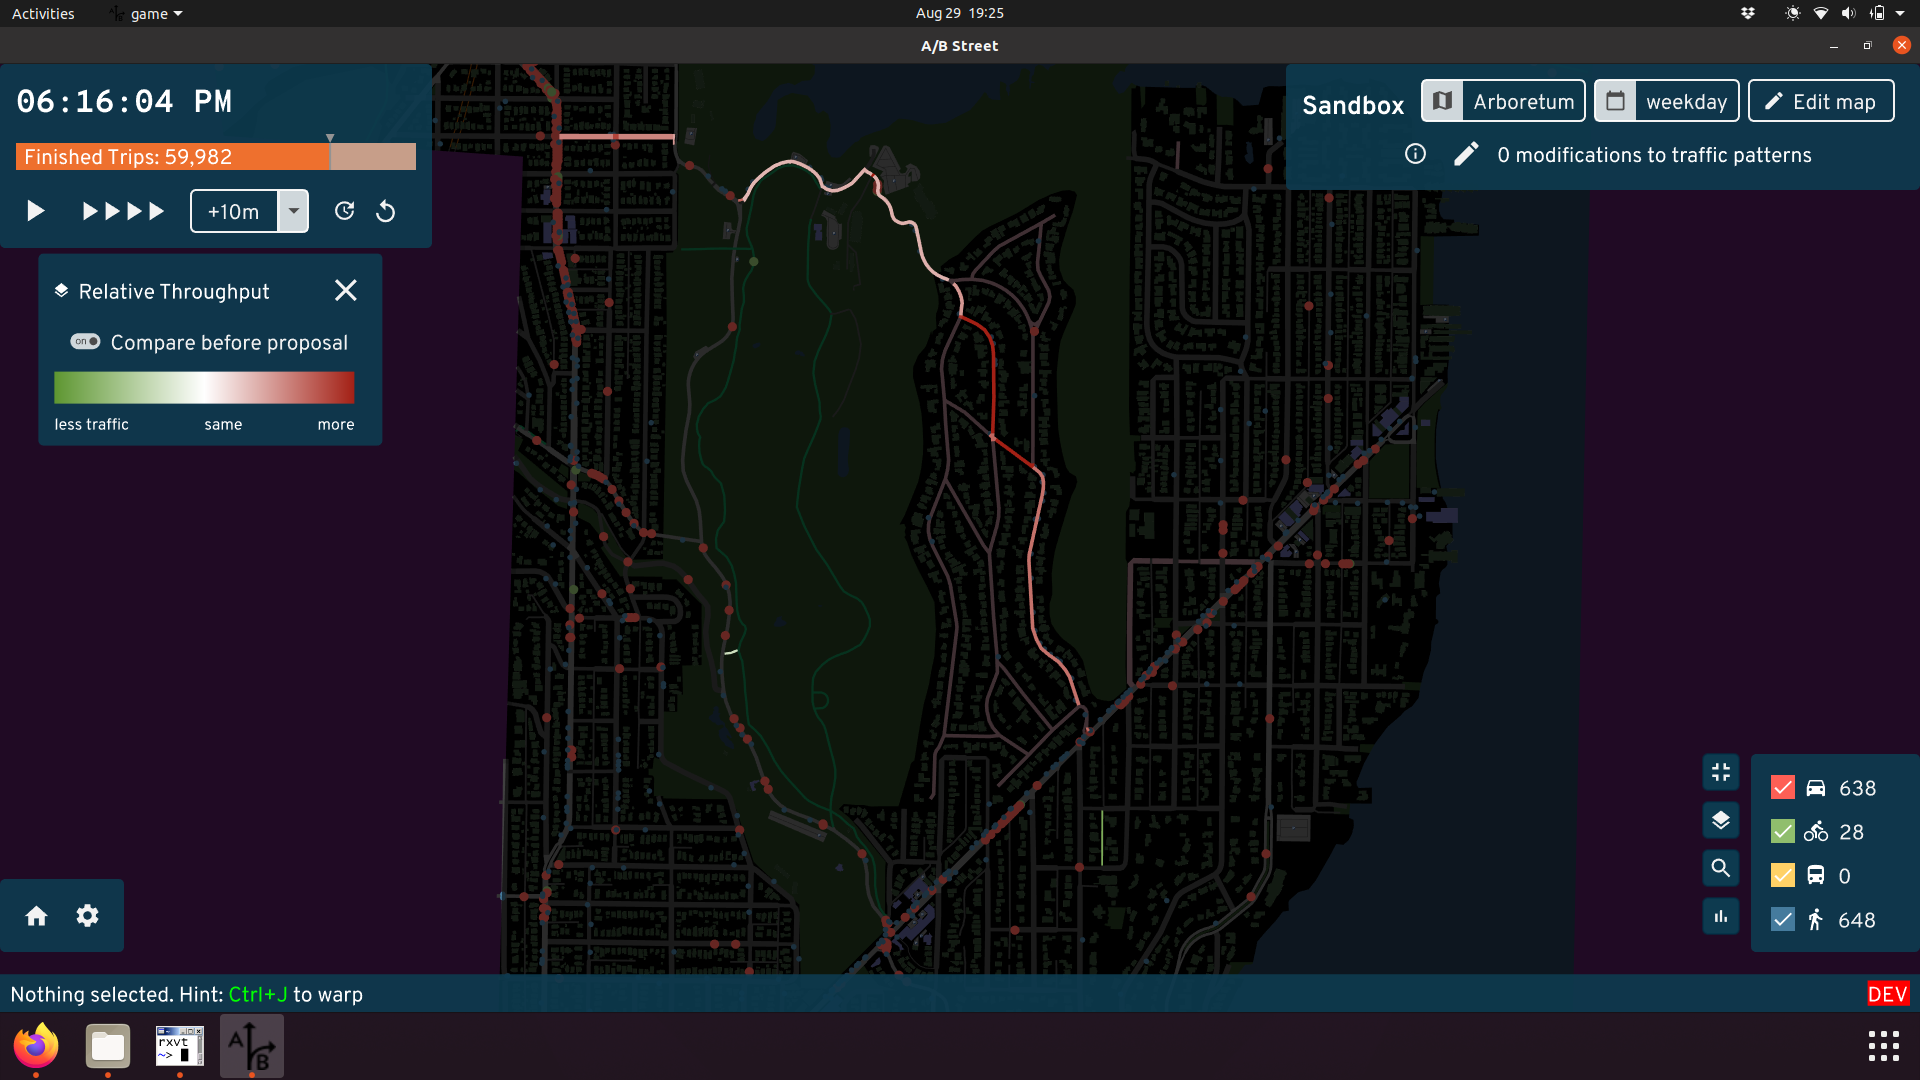 Activities
game
Aug 29 19:25
A/B Street
06:16:04 PM
Finished Trips: 59,982
+10m
Relative Throughput
on
Compare before proposal
less traffic
same
more
Sandbox
Arboretum
weekday
Edit map
0 modifications to traffic patterns
638
28
0
648
Nothing selected. Hint: Ctrl+J to warp
DEV
rxvt
~>
A
B